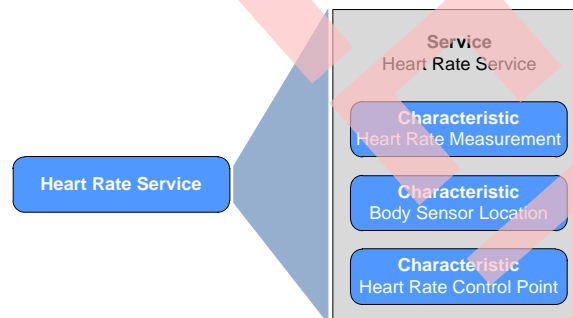 Service
Heart Rate Service
Characteristic
Heart Rate Measurement
Heart Rate Service
Characteristic
Body Sensor Location
Characteristic
Heart Rate Control Point